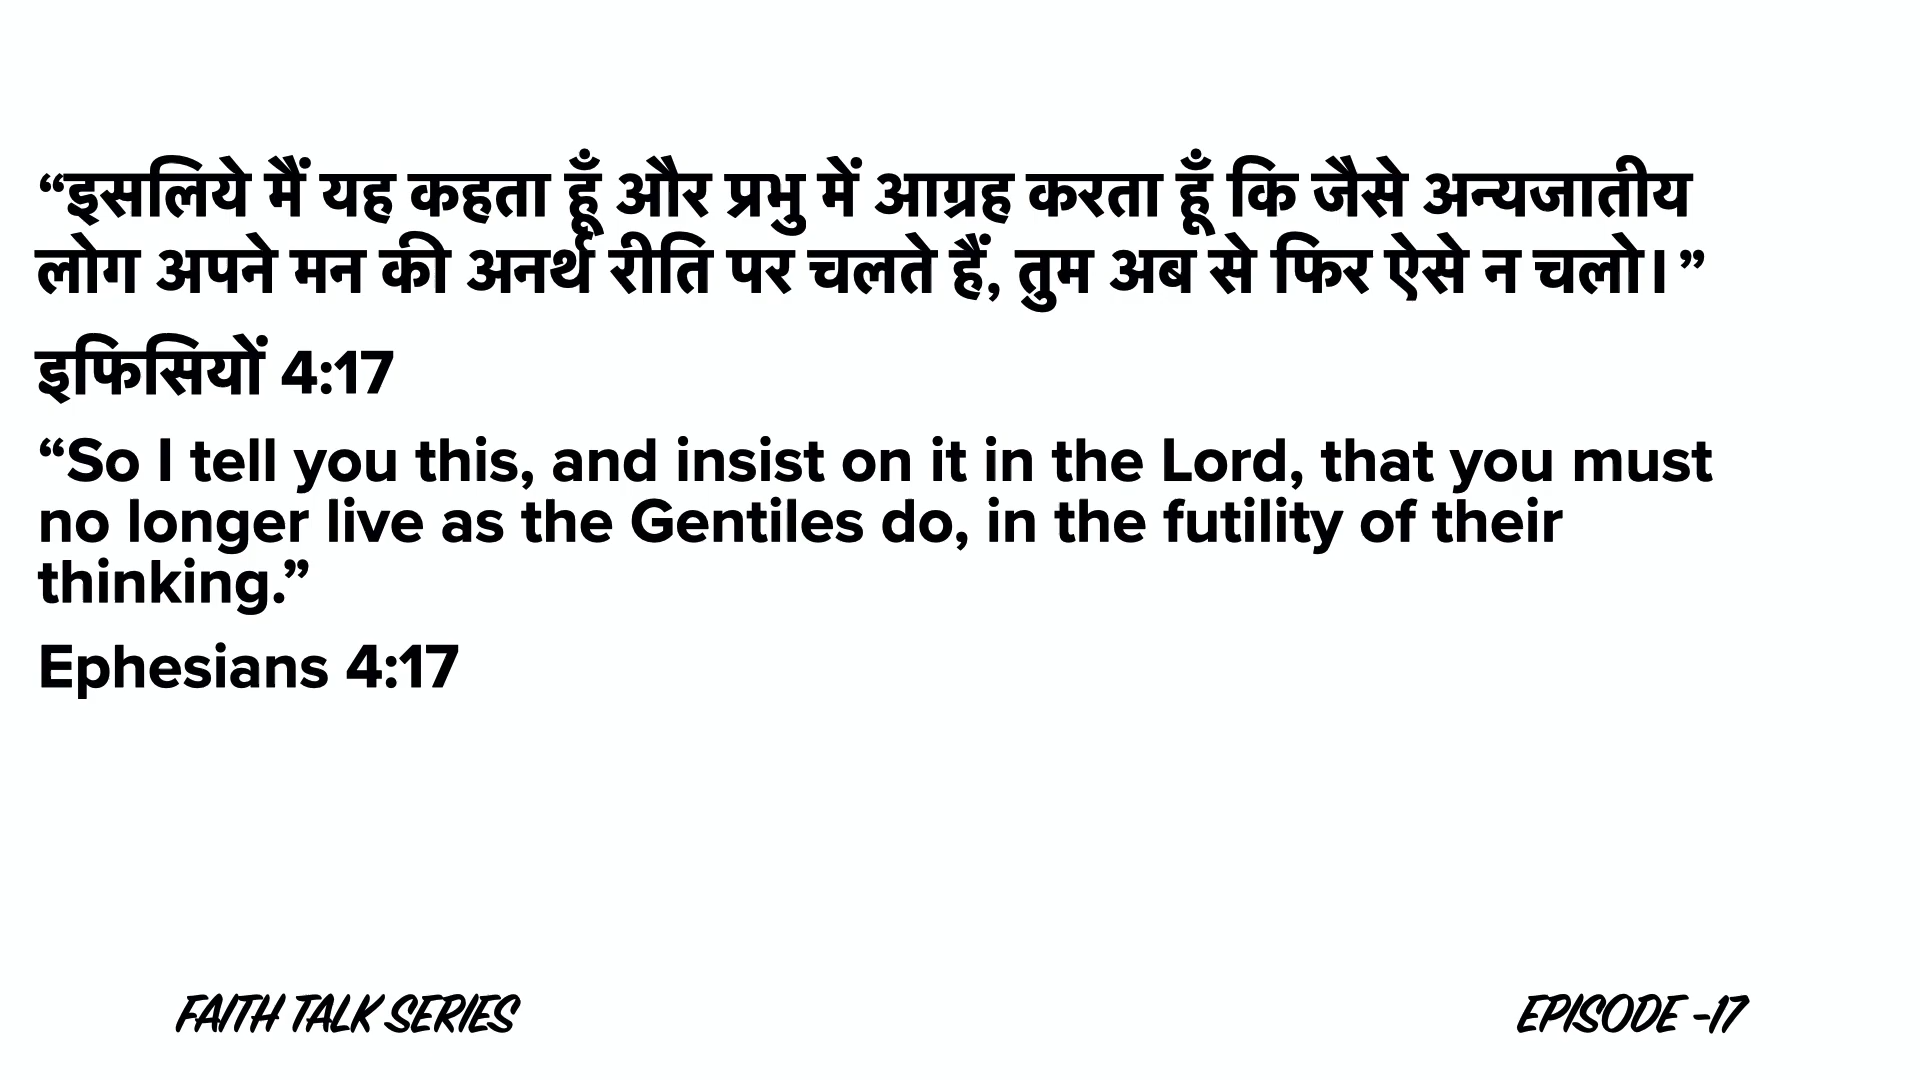 “इसलिये मैं यह कहता हूँ और प्रभु में आग्रह करता हूँ कि जैसे अन्यजातीय
लोग अपने मन की अनर्थ रीति पर चलते हैं, तुम अब से फिर ऐसे न चलो। ”
इफिसियों 4:17
“So I tell you this, and insist on it in the Lord, that you must
no longer live as the Gentiles do, in the futility of their
thinking.”
Ephesians 4:17
FAITH TALK SERIES
EPISODE -17